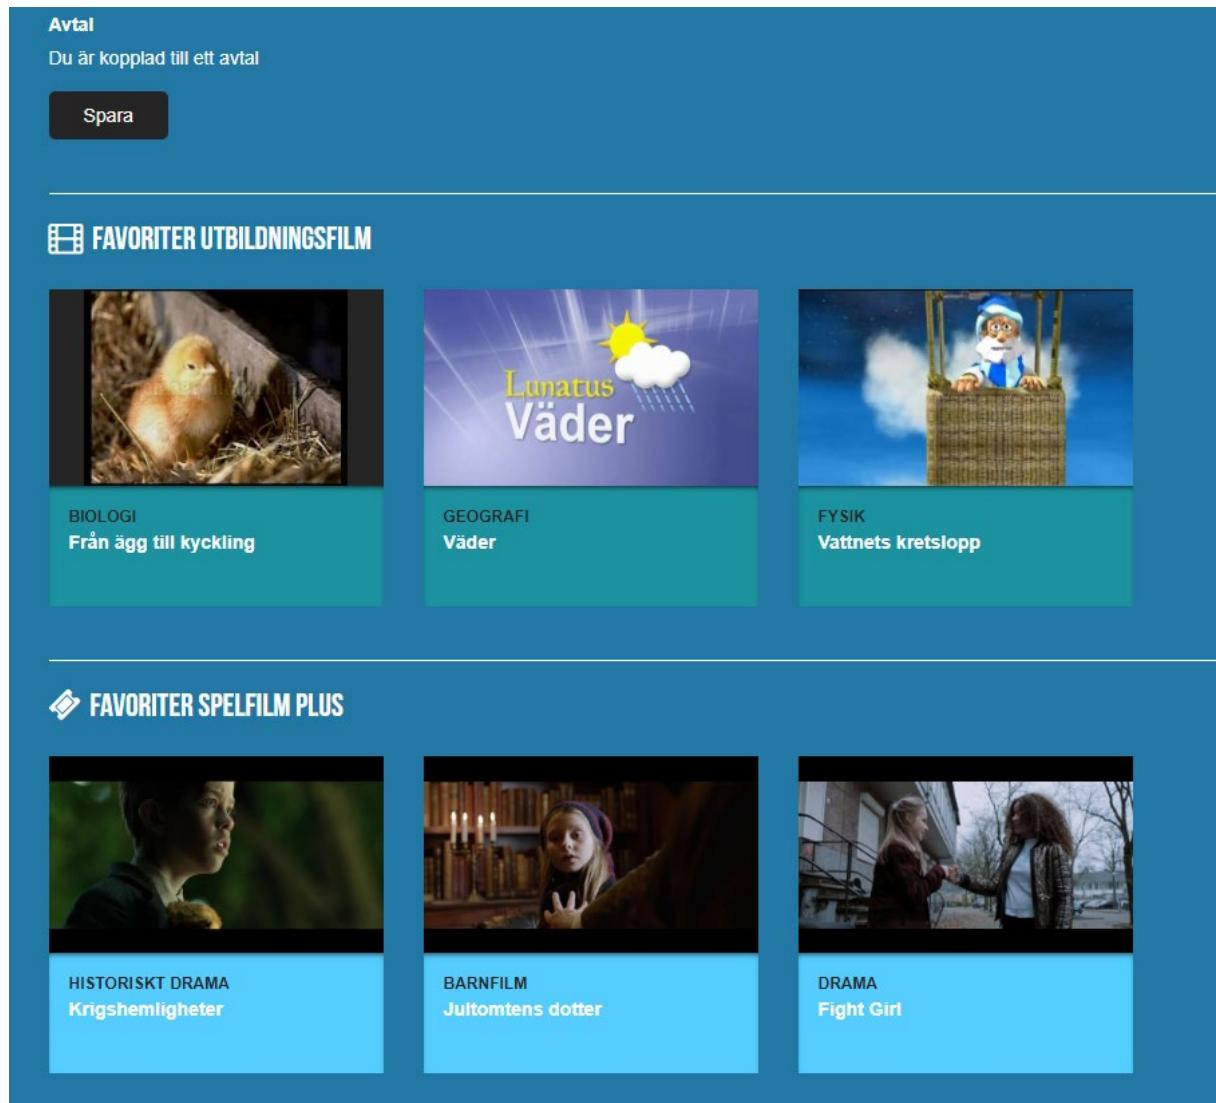 Avtal
Du är kopplad till ett avtal
Spara
FAVORITER UTBILDNINGSFILM
Lunatus
Väder
BIOLOGI
Från ägg till kyckling
GEOGRAFI
Väder
FYSIK
Vattnets kretslopp
FAVORITER SPELFILM PLUS
HISTORISKT DRAMA
Krigshemligheter
BARNFILM
Jultomtens dotter
DRAMA
Fight Girl